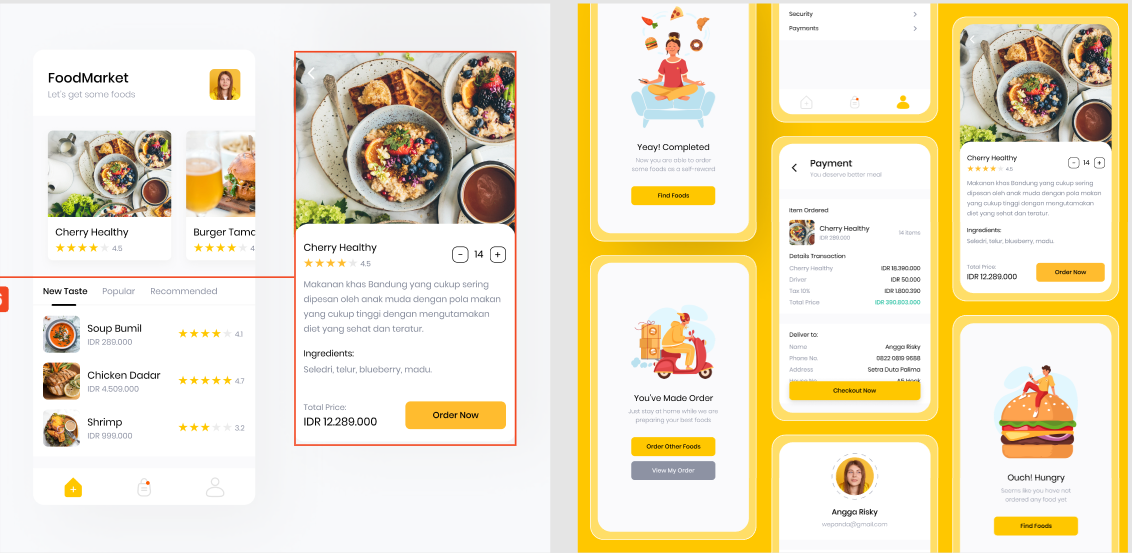 FoodMarket
Let's get some foods
Cherry Healthy
4.5
Burger Tama
4
New Taste
Popular
Recommended
Soup Bumil
IDR 289.000
4.1
Chicken Dadar
IDR 4.509.000
4.7
Shrimp
IDR 999.000
3.2
Cherry Healthy
4.5
- 14 +
Makanan khas Bandung yang cukup sering
dipesan oleh anak muda dengan pola makan
yang cukup tinggi dengan mengutamakan
diet yang sehat dan teratur.
Ingredients:
Seledri, telur, blueberry, madu.
Total Price:
IDR 12.289.000
Order Now
Yeay! Completed
Now you are able to order
some foods as a self-reward
Find Foods
You've Made Order
Just stay at home while we are
preparing your best foods
Order Other Foods
View My Order
Security
Payments
Payment
You deserve better meal
Item Ordered
Cherry Healthy
IDR 289.000
14 items
Details Transaction
Cherry Healthy
IDR 18.390.000
Driver
IDR 50.000
Tax 10%
IDR 1.800.390
Total Price
IDR 390.803.000
Deliver to:
Name
Angga Risky
Phone No.
0822 0819 9688
Address
Setra Duta Palima
Checkout Now
Angga Risky
wepanda@gmail.com
Cherry Healthy
4.5
- 14 +
Makanan khas Bandung yang cukup sering
dipesan oleh anak muda dengan pola makan
yang cukup tinggi dengan mengutamakan
diet yang sehat dan teratur.
Ingredients:
Seledri, telur, blueberry, madu.
Total Price:
IDR 12.289.000
Order Now
Ouch! Hungry
Seems like you have not
ordered any food yet
Find Foods